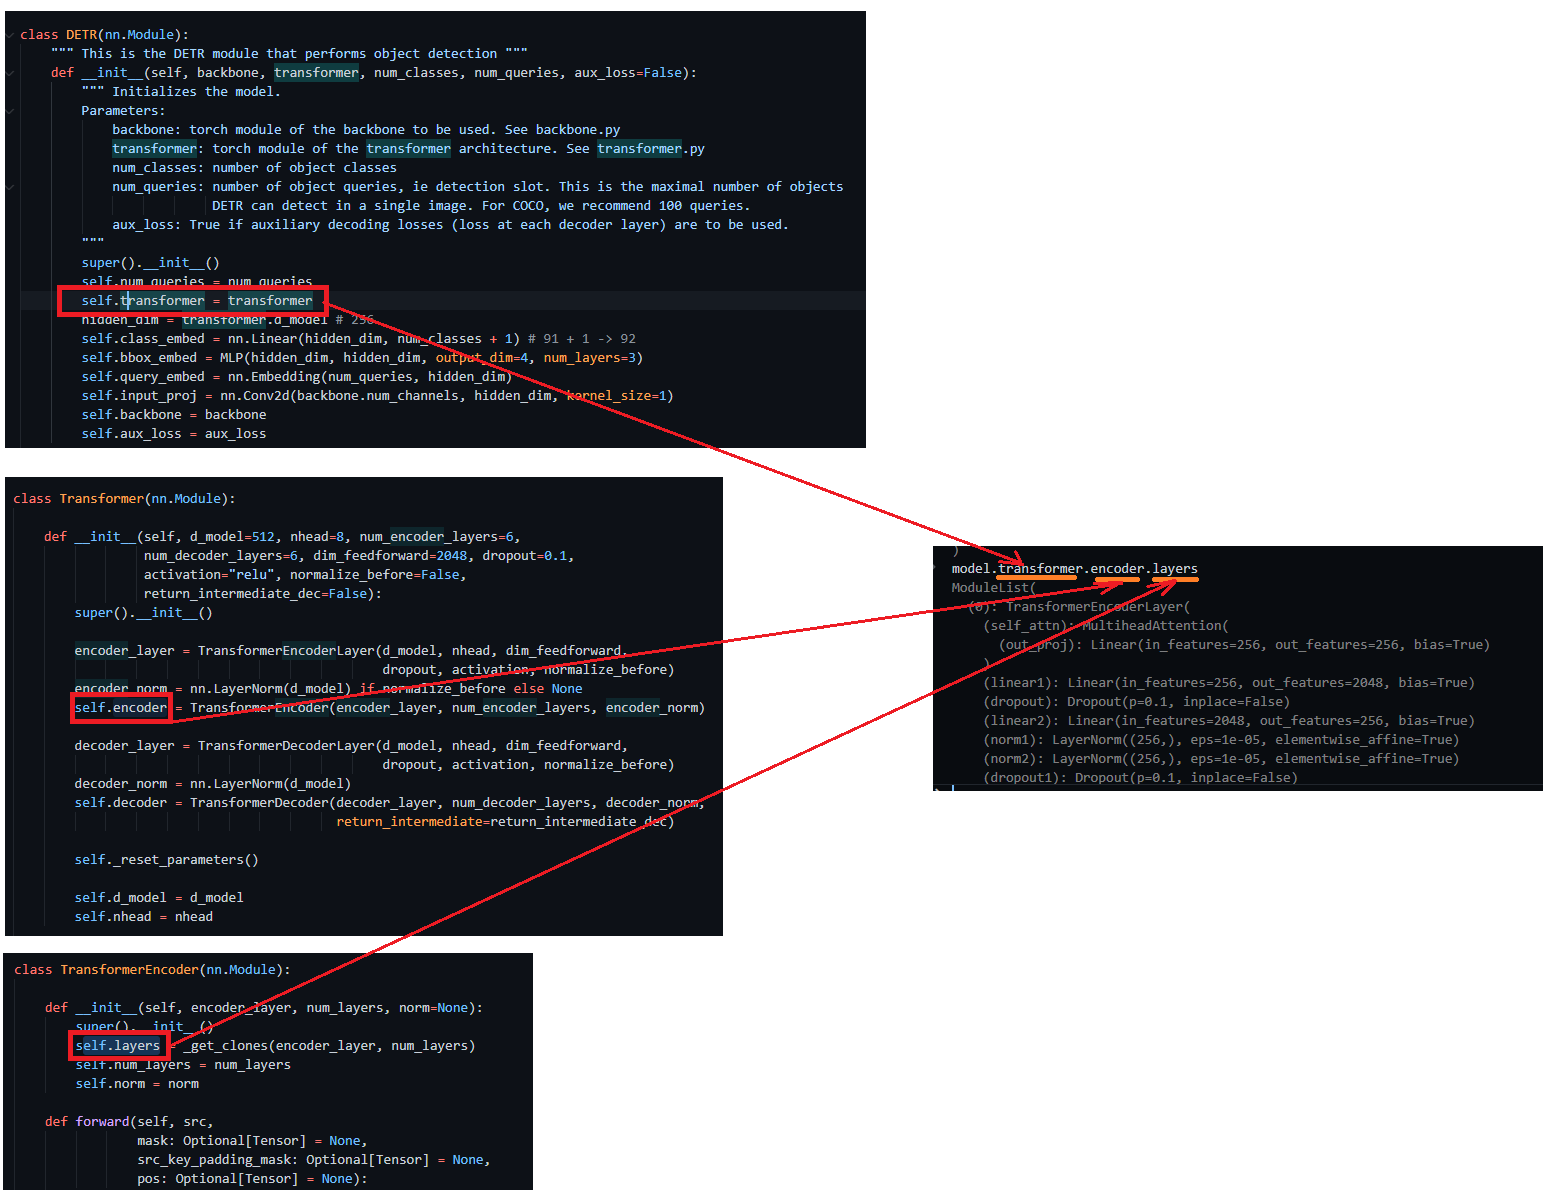 class DETR(nn.Module):
""" This is the DETR module that performs object detection """
def __init__(self, backbone, transformer, num_classes, num_queries, aux_loss=False):
""" Initializes the model.
Parameters:
backbone: torch module of the backbone to be used. See backbone.py
transformer: torch module of the transformer architecture. See transformer.py
num_classes: number of object classes
num_queries: number of object queries, ie detection slot. This is the maximal number of objects
DETR can detect in a single image. For COCO, we recommend 100 queries.
aux_loss: True if auxiliary decoding losses (loss at each decoder layer) are to be used.
"""
super().__init__()
self.num_queries = num_queries
self.transformer = transformer
hidden_dim = transformer.d_model # 256
self.class_embed = nn.Linear(hidden_dim, num_classes + 1) # 91 + 1 -> 92
self.bbox_embed = MLP(hidden_dim, hidden_dim, output_dim=4, num_layers=3)
self.query_embed = nn.Embedding(num_queries, hidden_dim)
self.input_proj = nn.Conv2d(backbone.num_channels, hidden_dim, kernel_size=1)
self.backbone = backbone
self.aux_loss = aux_loss
class Transformer(nn.Module):
def __init__(self, d_model=512, nhead=8, num_encoder_layers=6,
num_decoder_layers=6, dim_feedforward=2048, dropout=0.1,
activation="relu", normalize_before=False,
return_intermediate_dec=False):
super().__init__()
encoder_layer = TransformerEncoderLayer(d_model, nhead, dim_feedforward,
dropout, activation, normalize_before)
encoder_norm = nn.LayerNorm(d_model) if normalize_before else None
self.encoder = TransformerEncoder(encoder_layer, num_encoder_layers, encoder_norm)
decoder_layer = TransformerDecoderLayer(d_model, nhead, dim_feedforward,
dropout, activation, normalize_before)
decoder_norm = nn.LayerNorm(d_model)
self.decoder = TransformerDecoder(decoder_layer, num_decoder_layers, decoder_norm,
return_intermediate=return_intermediate_dec)
self._reset_parameters()
self.d_model = d_model
self.nhead = nhead
class TransformerEncoder(nn.Module):
def __init__(self, encoder_layer, num_layers, norm=None):
super().__init__()
self.layers = _get_clones(encoder_layer, num_layers)
self.num_layers = num_layers
self.norm = norm
def forward(self, src,
mask: Optional[Tensor] = None,
src_key_padding_mask: Optional[Tensor] = None,
pos: Optional[Tensor] = None):
)
model.transformer.encoder.layers
ModuleList(
(0): TransformerEncoderLayer(
(self_attn): MultiheadAttention(
(out_proj): Linear(in_features=256, out_features=256, bias=True)
)
(linear1): Linear(in_features=256, out_features=2048, bias=True)
(dropout): Dropout(p=0.1, inplace=False)
(linear2): Linear(in_features=2048, out_features=256, bias=True)
(norm1): LayerNorm((256,), eps=1e-05, elementwise_affine=True)
(norm2): LayerNorm((256,), eps=1e-05, elementwise_affine=True)
(dropout1): Dropout(p=0.1, inplace=False)